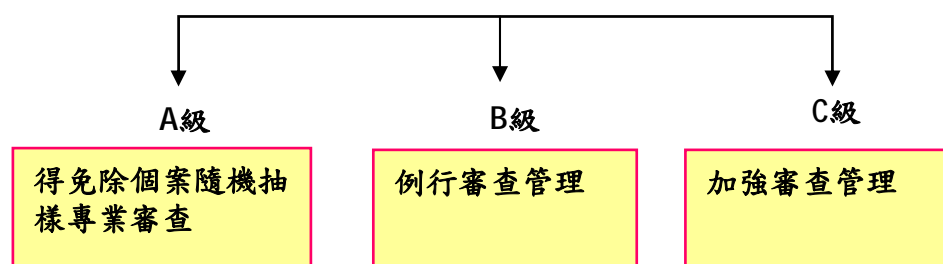 A級
B級
C級
得免除個案隨機抽
樣專業審查
例行審查管理
加強審查管理